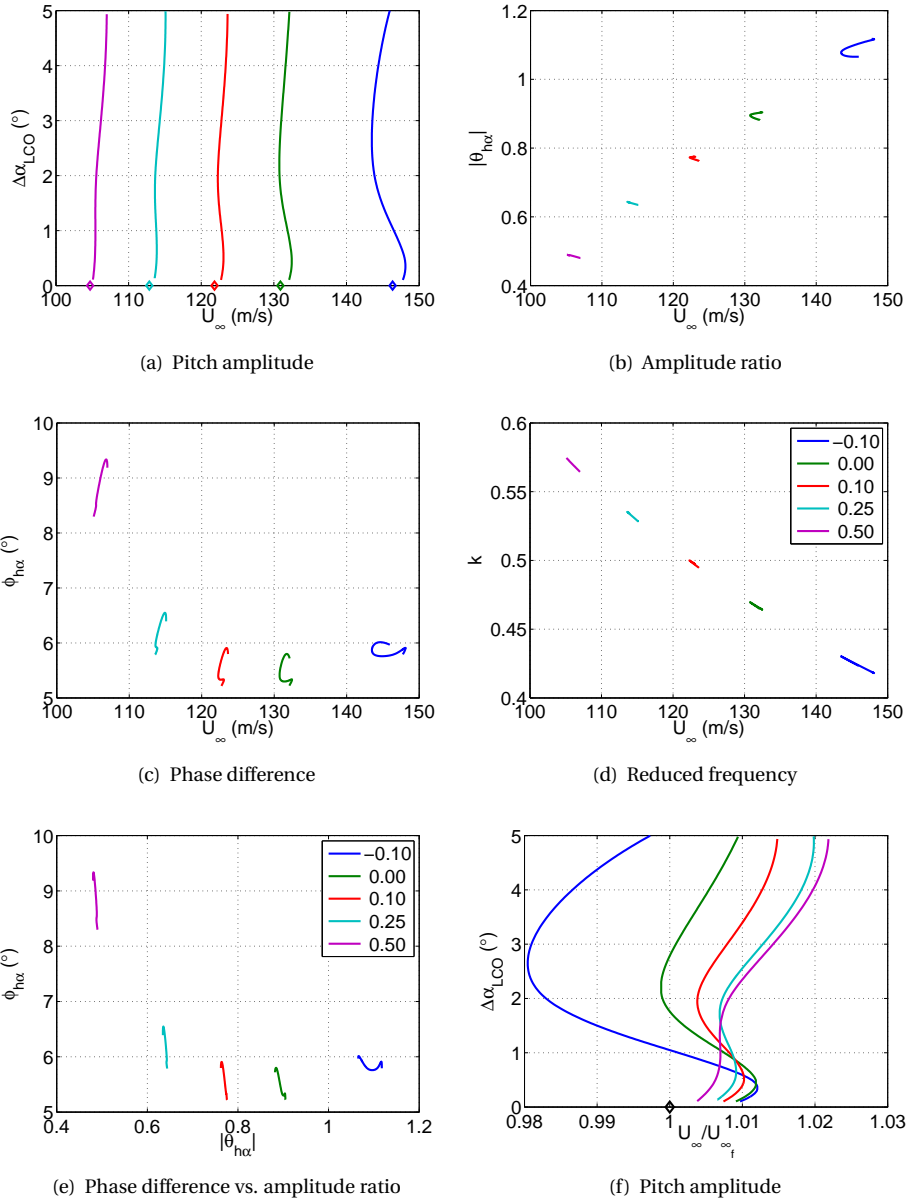 5
4
3
2
1
0
Δα_LCO (°)
100 110 120 130 140 150
U_∞ (m/s)
(a) Pitch amplitude
1.2
1
0.8
0.6
0.4
|θ_hα|
100 110 120 130 140 150
U_∞ (m/s)
(b) Amplitude ratio
10
9
8
7
6
5
ϕ_hα (°)
100 110 120 130 140 150
U_∞ (m/s)
(c) Phase difference
0.6
0.55
0.5
0.45
0.4
k
−0.10
0.00
0.10
0.25
0.50
100 110 120 130 140 150
U_∞ (m/s)
(d) Reduced frequency
10
9
8
7
6
5
ϕ_hα (°)
−0.10
0.00
0.10
0.25
0.50
0.4 0.6 0.8 1 1.2
|θ_hα|
(e) Phase difference vs. amplitude ratio
5
4
3
2
1
0
Δα_LCO (°)
0.98 0.99 1 1.01 1.02 1.03
U_∞/U_∞_f
(f) Pitch amplitude